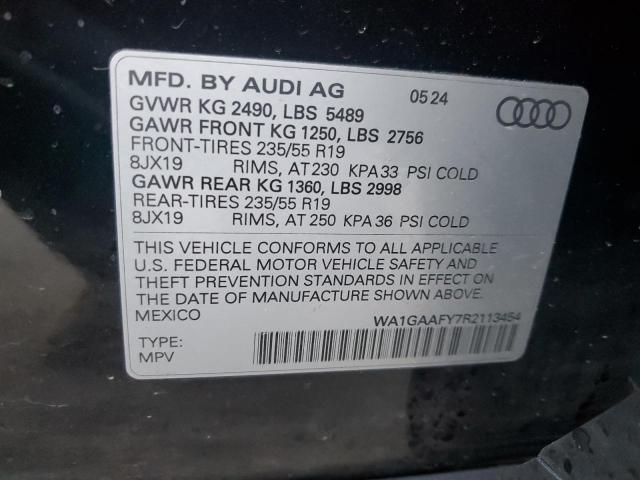 MFD. BY AUDI AG 05 24
GVWR KG 2490, LBS 5489
GAWR FRONT KG 1250, LBS 2756
FRONT-TIRES 235/55 R19
8JX19 RIMS, AT 230 KPA 33 PSI COLD
GAWR REAR KG 1360, LBS 2998
REAR-TIRES 235/55 R19
8JX19 RIMS, AT 250 KPA 36 PSI COLD
THIS VEHICLE CONFORMS TO ALL APPLICABLE
U.S. FEDERAL MOTOR VEHICLE SAFETY AND
THEFT PREVENTION STANDARDS IN EFFECT ON
THE DATE OF MANUFACTURE SHOWN ABOVE.
MEXICO WA1GAAFY7R2113454
TYPE:
MPV